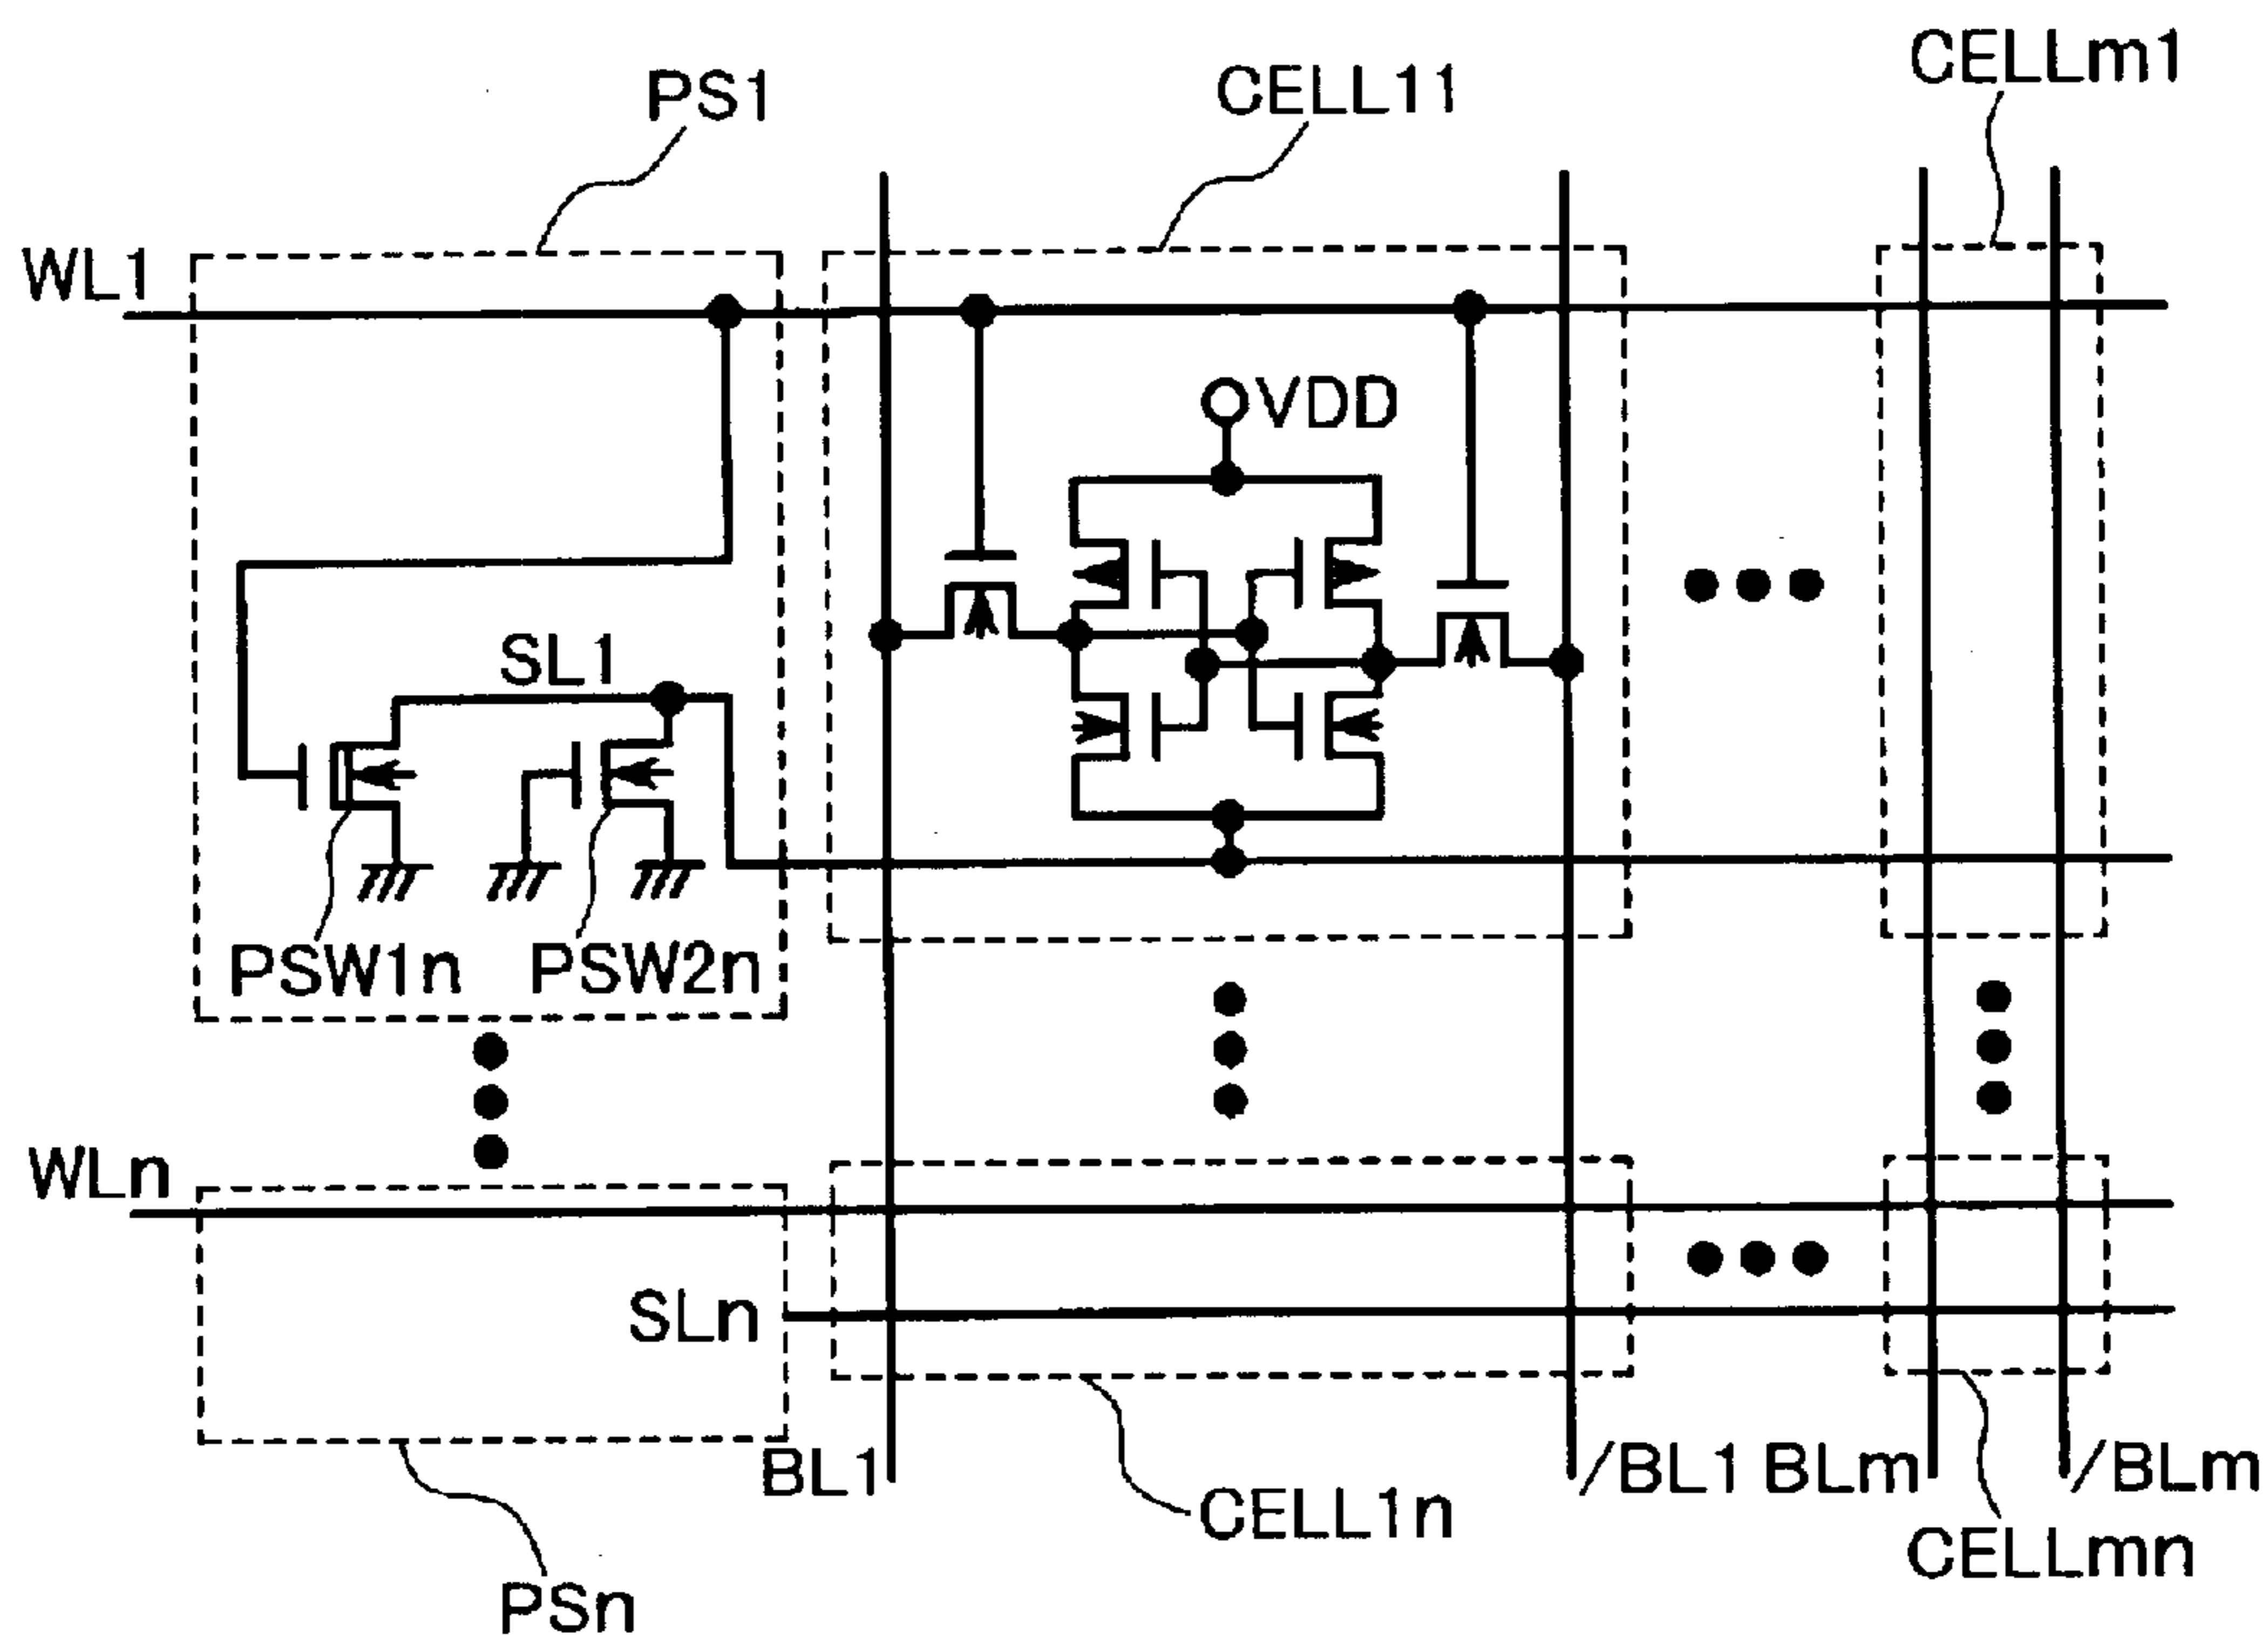 PS1
CELL11
CELLm1
WL1
VDD
SL1
PSW1n
PSW2n
WLn
SLn
BL1
/BL1
BLm
/BLm
CELL1n
CELLmn
PSn